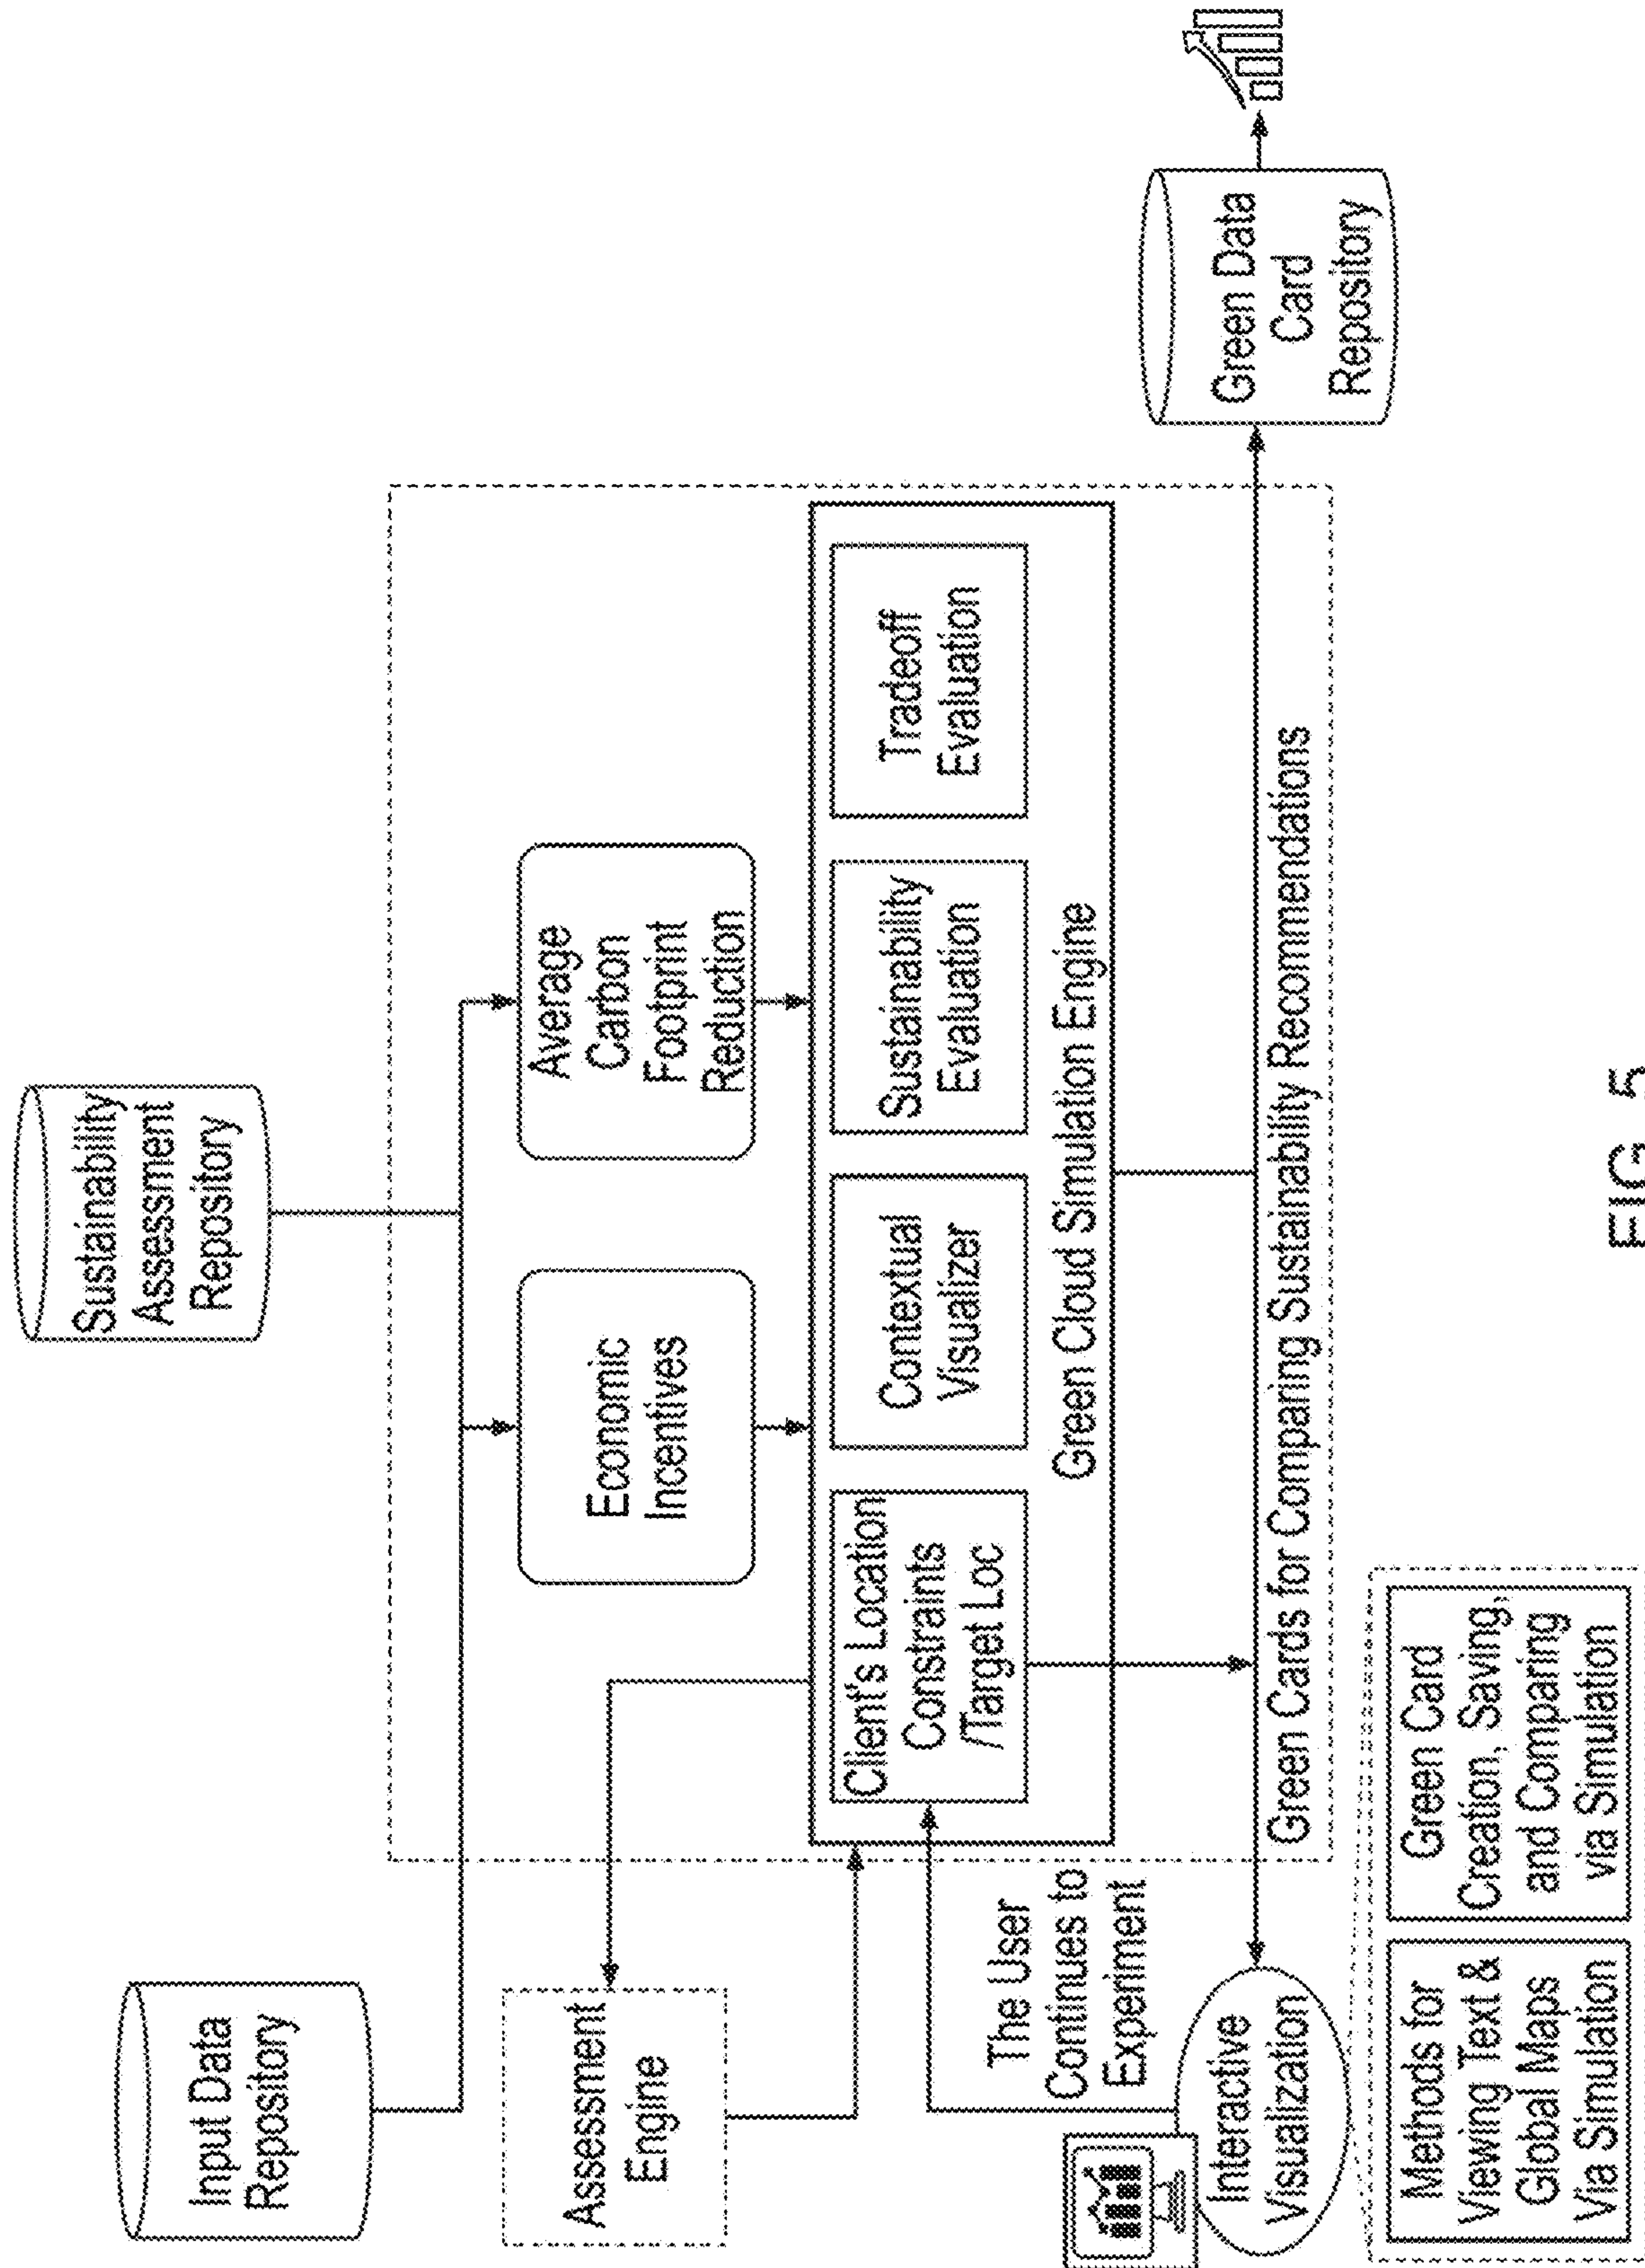 Sustainability
Assessment
Repository
Input Data
Repository
Economic
Incentives
Average
Carbon
Footprint
Reduction
Assessment
Engine
Client's Location
Constraints
/Target Loc
Contextual
Visualizer
Sustainability
Evaluation
Tradeoff
Evaluation
Green Cloud Simulation Engine
The User
Continues to
Experiment
Interactive
Visualization
Green Cards for Comparing Sustainability Recommendations
Green Data
Card
Repository
Methods for
Viewing Text &
Global Maps
Via Simulation
Green Card
Creation, Saving,
and Comparing
via Simulation
FIG. 5